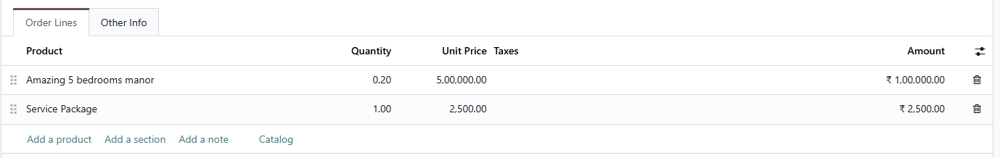 Order Lines Other Info
Product Quantity Unit Price Taxes Amount
Amazing 5 bedrooms manor 0.20 5,00,000.00 ₹ 1,00,000.00
Service Package 1.00 2,500.00 ₹ 2,500.00
Add a product Add a section Add a note Catalog